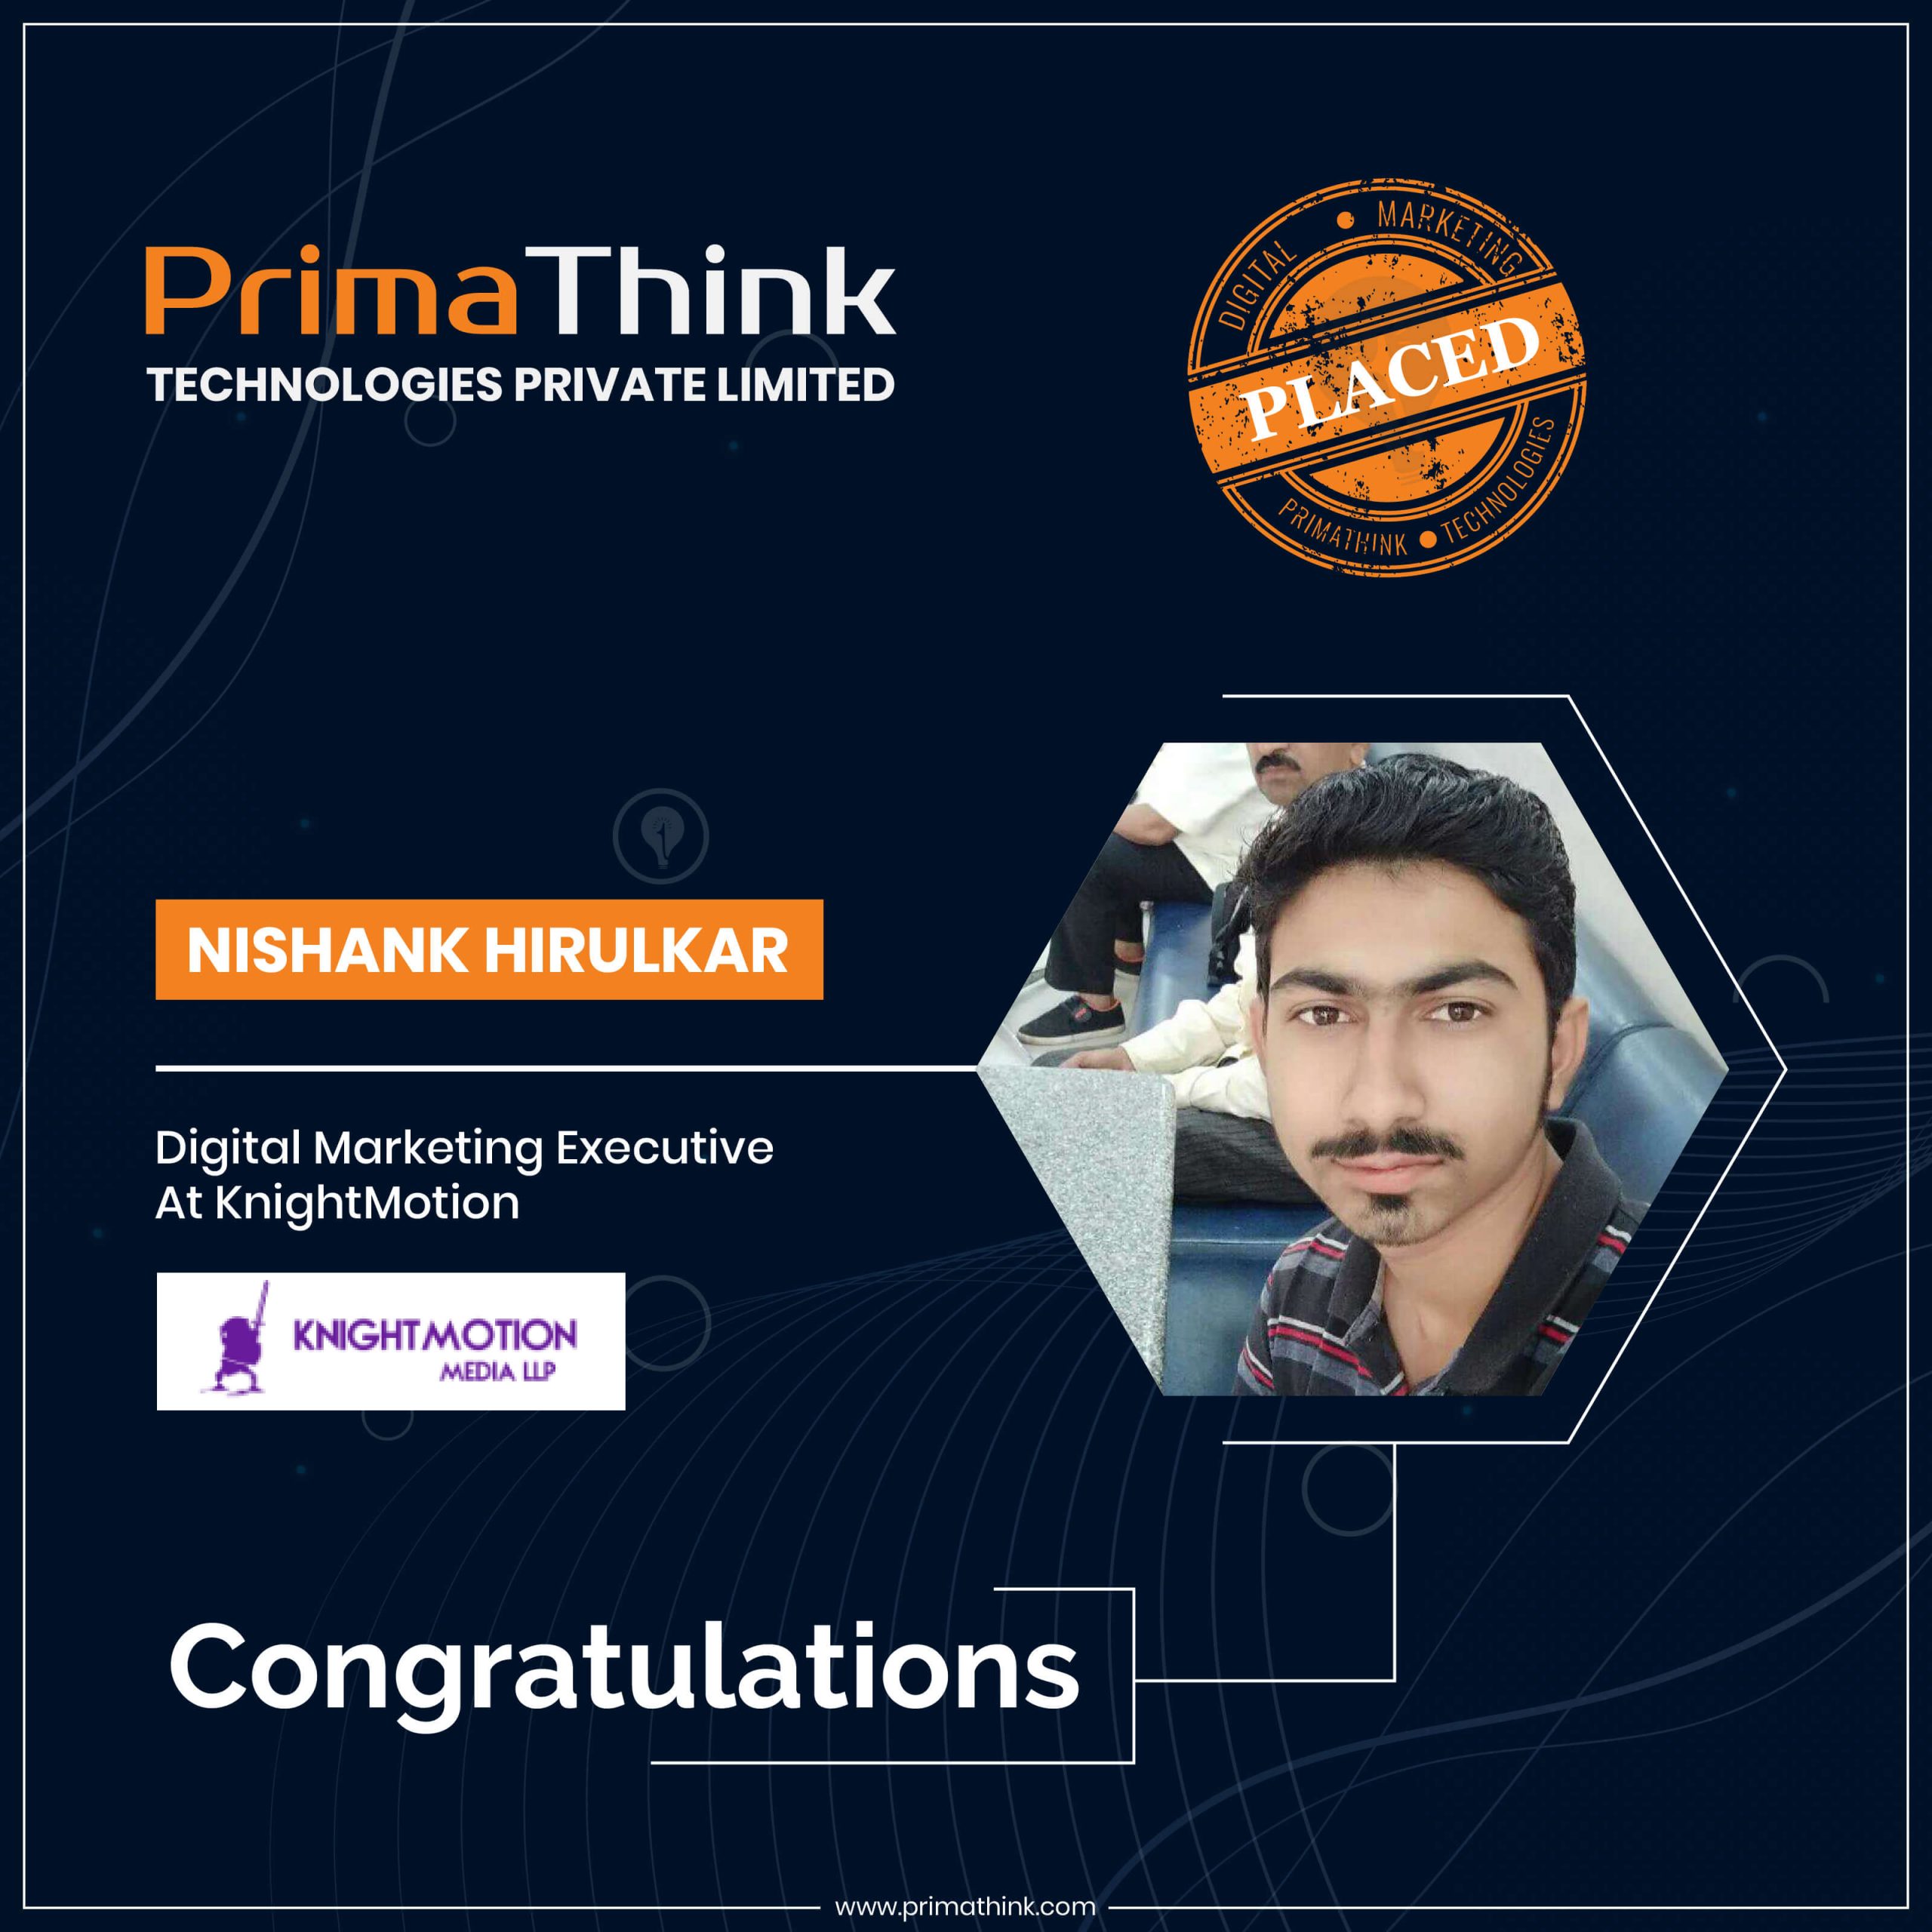 PrimaThink
TECHNOLOGIES PRIVATE LIMITED
DIGITAL • MARKETING
PLACED
PRIMATHINK • TECHNOLOGIES
NISHANK HIRULKAR
Digital Marketing Executive
At KnightMotion
KNIGHTMOTION
MEDIA LLP
Congratulations
www.primathink.com